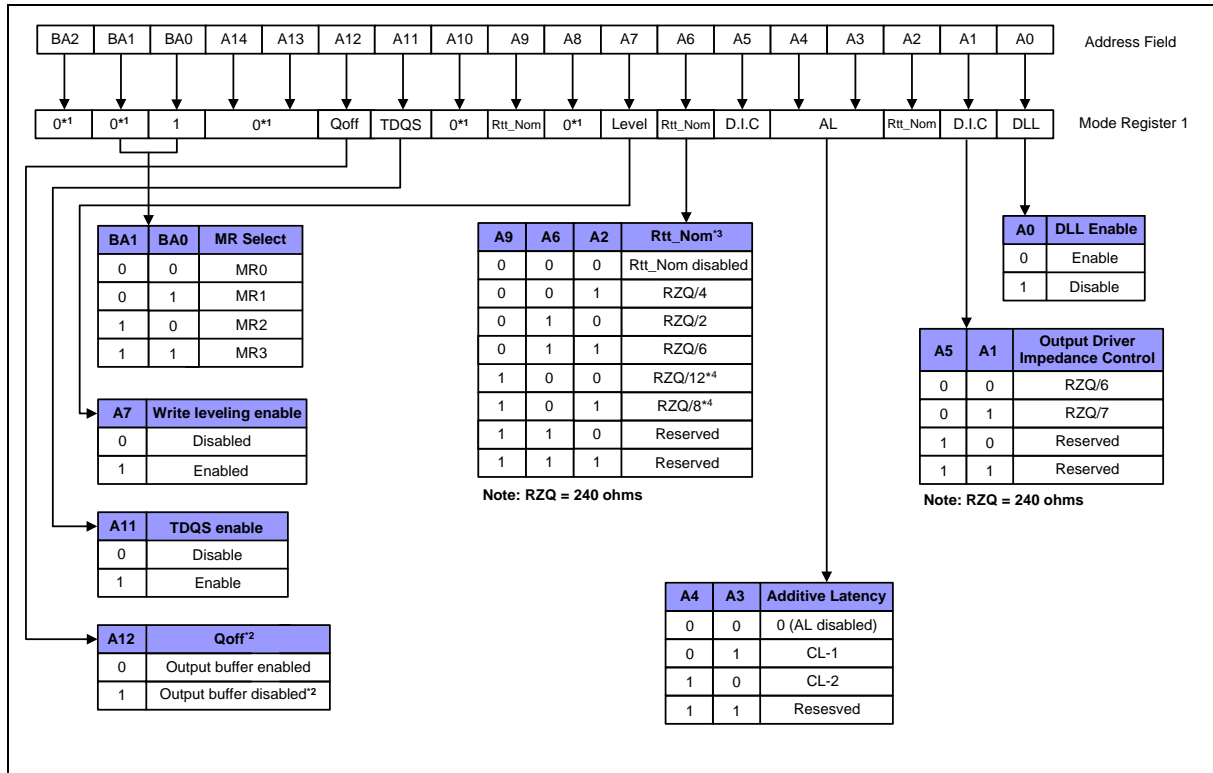 BA2 BA1 BA0 A14 A13 A12 A11 A10 A9 A8 A7 A6 A5 A4 A3 A2 A1 A0 Address Field
0*1 0*1 1 0*1 Qoff TDQS 0*1 Rtt_Nom 0*1 Level Rtt_Nom D.I.C AL Rtt_Nom D.I.C DLL Mode Register 1
BA1 BA0 MR Select
0 0 MR0
0 1 MR1
1 0 MR2
1 1 MR3
A7 Write leveling enable
0 Disabled
1 Enabled
A11 TDQS enable
0 Disable
1 Enable
A12 Qoff*2
0 Output buffer enabled
1 Output buffer disabled*2
A9 A6 A2 Rtt_Nom*3
0 0 0 Rtt_Nom disabled
0 0 1 RZQ/4
0 1 0 RZQ/2
0 1 1 RZQ/6
1 0 0 RZQ/12*4
1 0 1 RZQ/8*4
1 1 0 Reserved
1 1 1 Reserved
Note: RZQ = 240 ohms
A0 DLL Enable
0 Enable
1 Disable
A5 A1 Output Driver
Impedance Control
0 0 RZQ/6
0 1 RZQ/7
1 0 Reserved
1 1 Reserved
Note: RZQ = 240 ohms
A4 A3 Additive Latency
0 0 0 (AL disabled)
0 1 CL-1
1 0 CL-2
1 1 Resesved